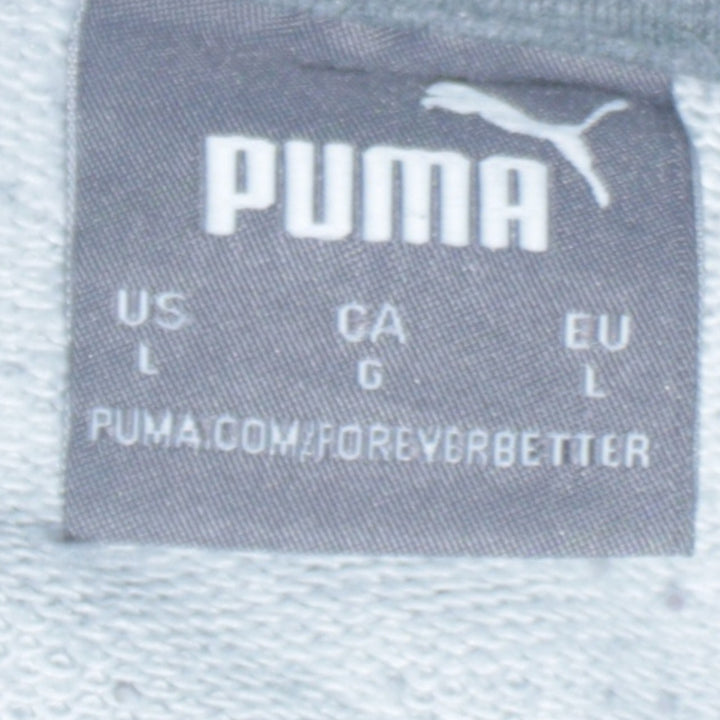 PUMA
US CA EU
L G L
PUMA.COM/FOREVERBETTER